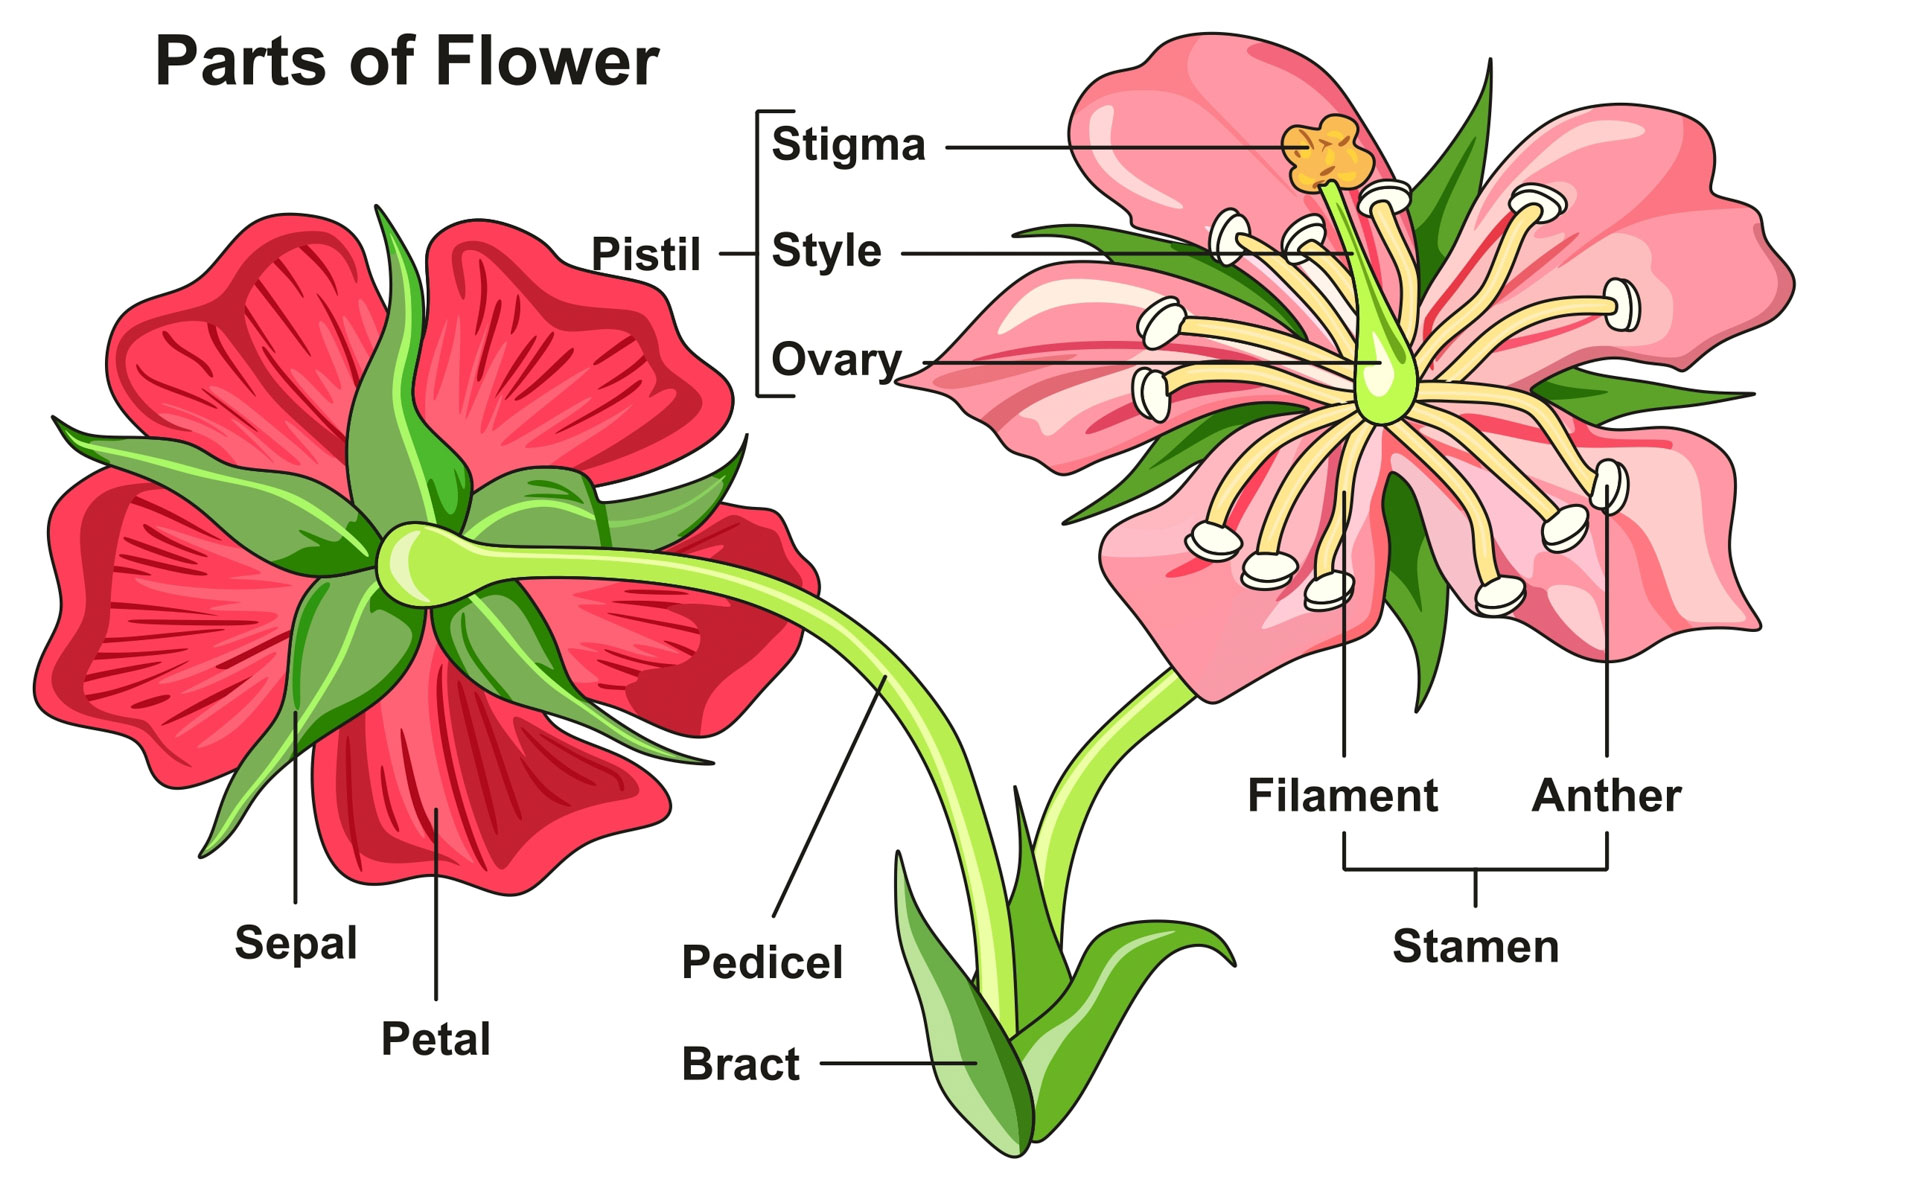 Parts of Flower
Stigma
Pistil
Style
Ovary
Filament
Anther
Stamen
Sepal
Petal
Pedicel
Bract